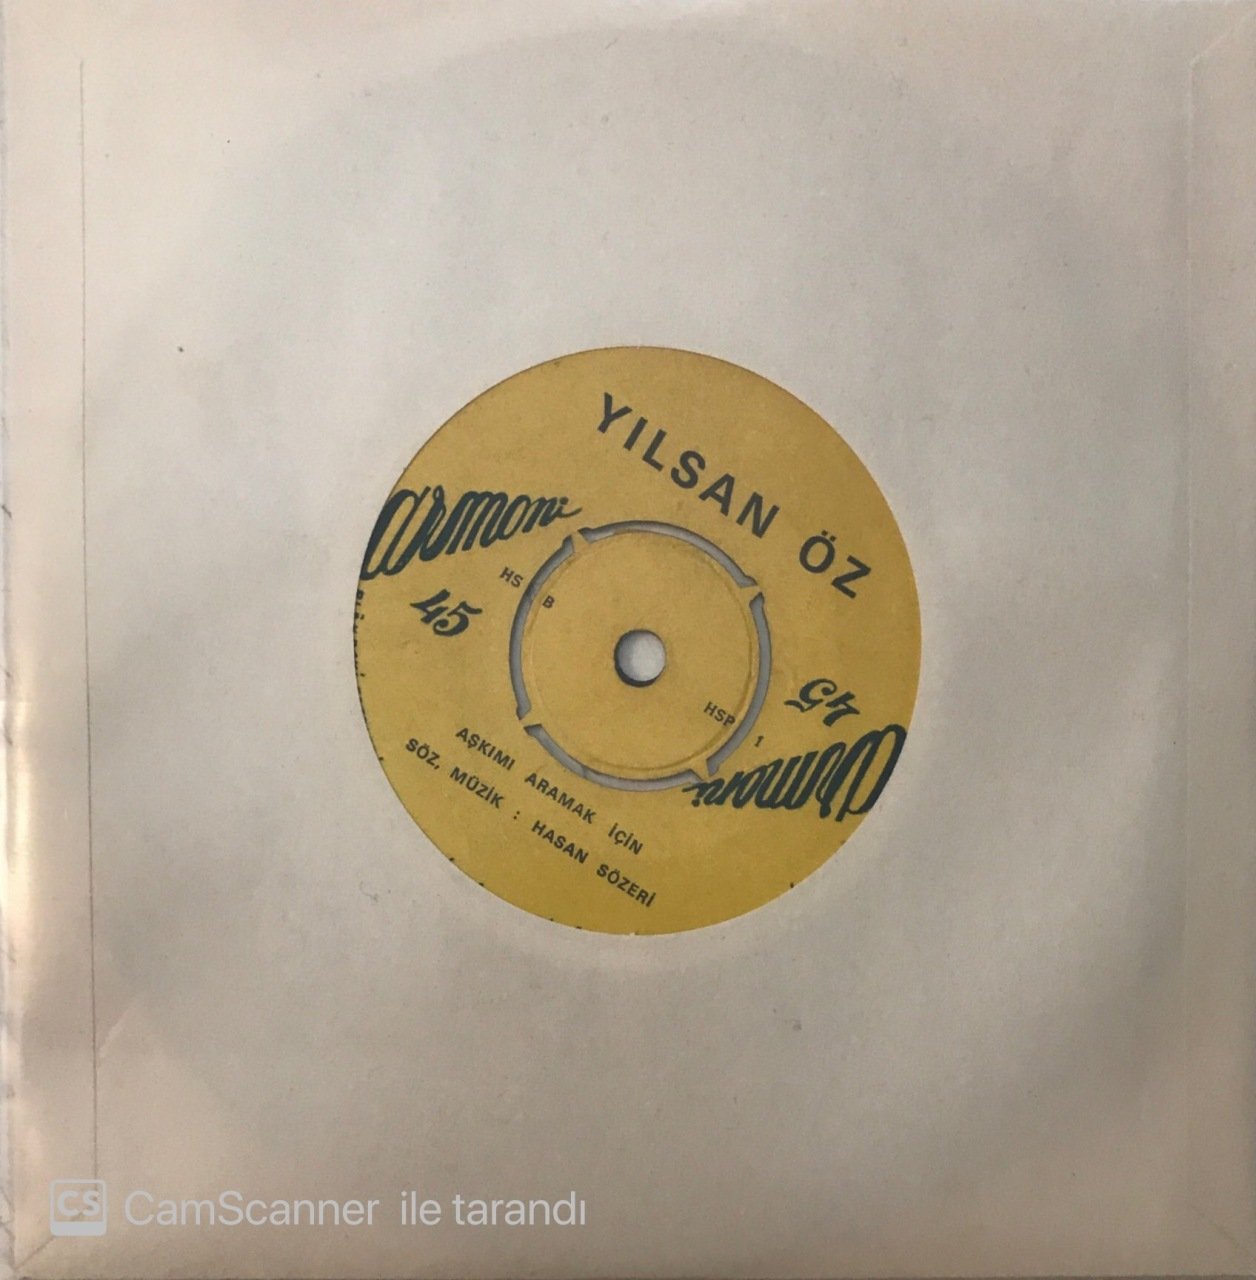 YILSAN ÖZ
Armoni
45
HS B
HSP 1
45
Armoni
AŞKIMI ARAMAK İÇİN
SÖZ, MÜZİK : HASAN SÖZERİ
CS CamScanner ile tarandı